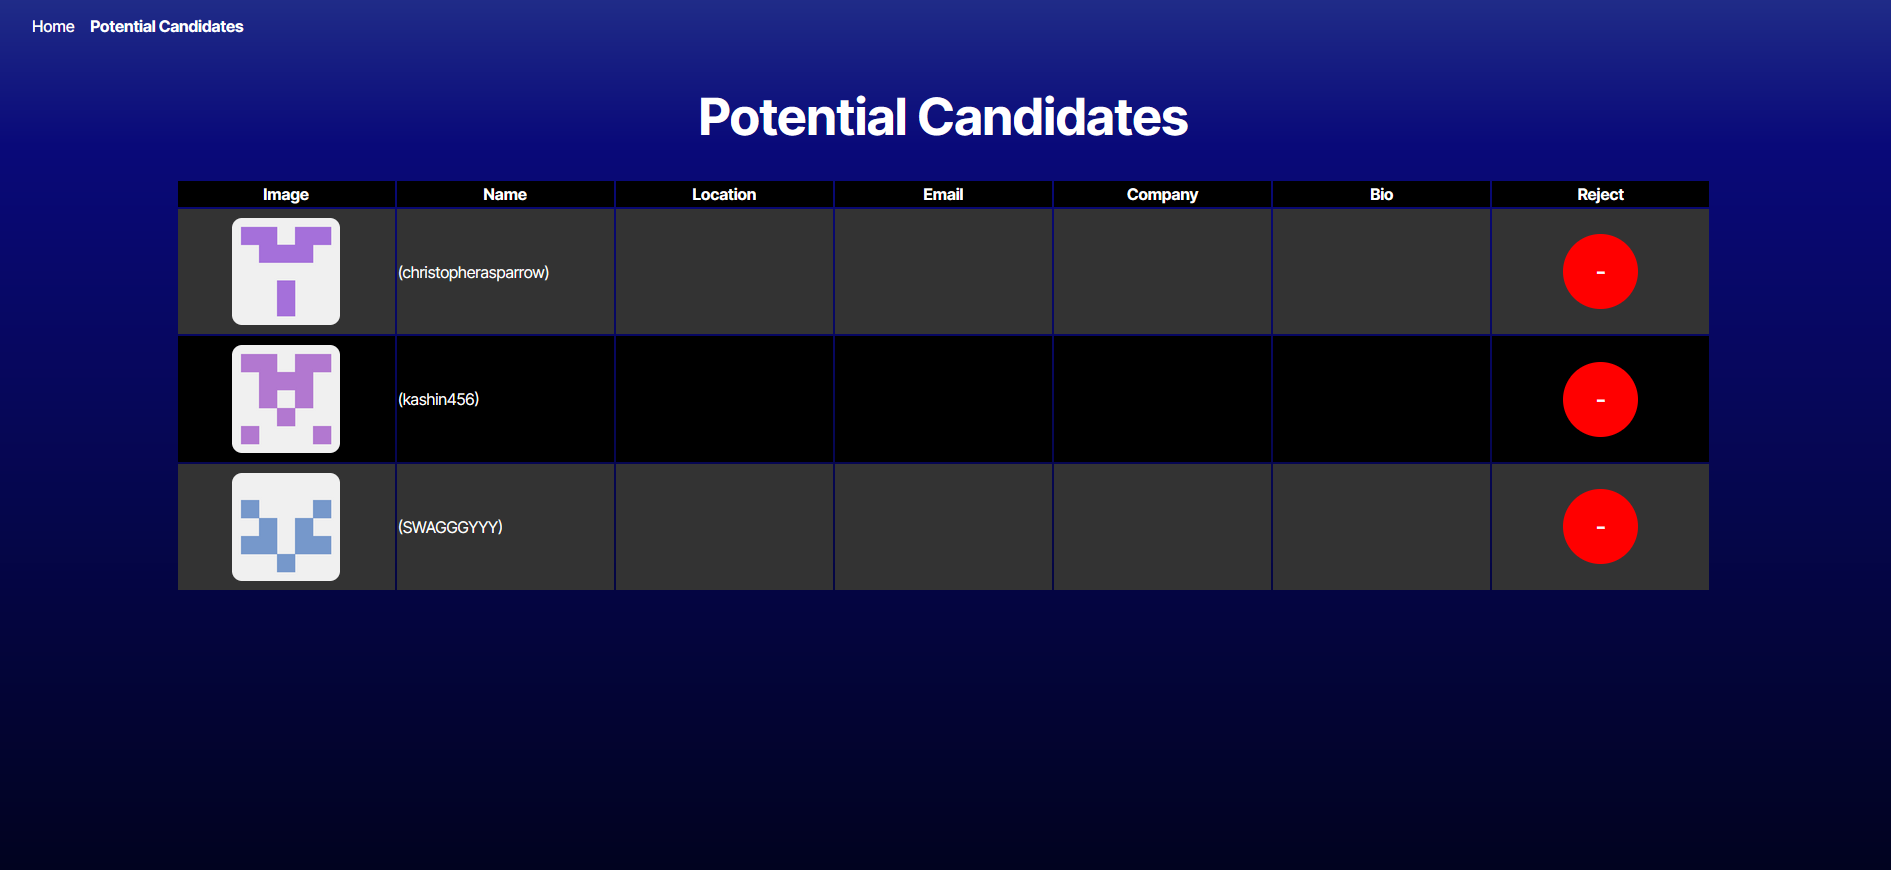 Home Potential Candidates
Potential Candidates
Image Name Location Email Company Bio Reject
(christopherasparrow) -
(kashin456) -
(SWAGGGYYY) -